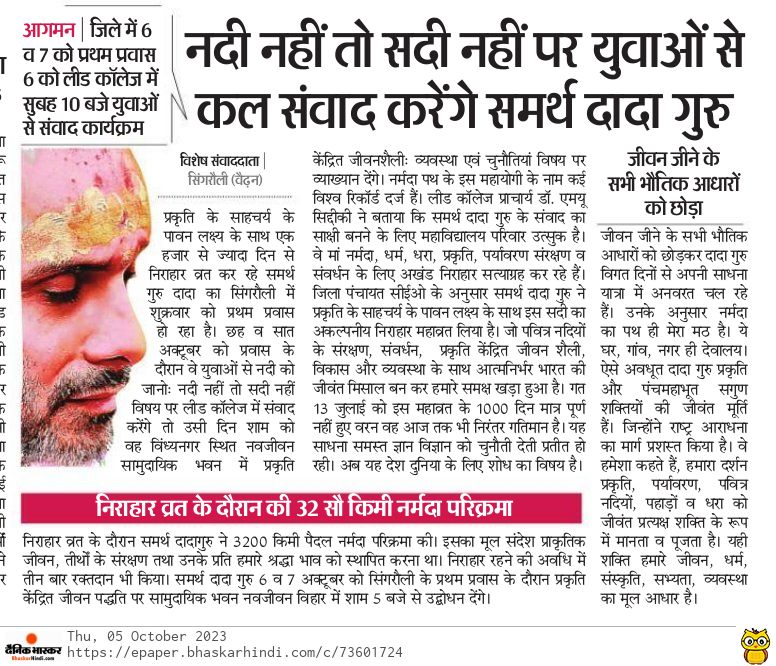 आगमन | जिले में 6
व 7 को प्रथम प्रवास
6 को लीड कॉलेज में
सुबह 10 बजे युवाओं
से संवाद कार्यक्रम
नदी नहीं तो सदी नहीं पर युवाओं से
कल संवाद करेंगे समर्थ दादा गुरु
विशेष संवाददाता |
सिंगरौली (वैढ़न)
प्रकृति के साहचर्य के
पावन लक्ष्य के साथ एक
हजार से ज्यादा दिन से
निराहार व्रत कर रहे समर्थ
गुरु दादा का सिंगरौली में
शुक्रवार को प्रथम प्रवास
हो रहा है। छह व सात
अक्टूबर को प्रवास के
दौरान वे युवाओं से नदी को
जानोः नदी नहीं तो सदी नहीं
विषय पर लीड कॉलेज में संवाद
करेंगे तो उसी दिन शाम को
वह विंध्यनगर स्थित नवजीवन
सामुदायिक भवन में प्रकृति
केंद्रित जीवनशैलीः व्यवस्था एवं चुनौतियां विषय पर
व्याख्यान देंगे। नर्मदा पथ के इस महायोगी के नाम कई
विश्व रिकॉर्ड दर्ज हैं। लीड कॉलेज प्राचार्य डॉ. एमयू
सिद्दीकी ने बताया कि समर्थ दादा गुरु के संवाद का
साक्षी बनने के लिए महाविद्यालय परिवार उत्सुक है।
वे मां नर्मदा, धर्म, धरा, प्रकृति, पर्यावरण संरक्षण व
संवर्धन के लिए अखंड निराहार सत्याग्रह कर रहे हैं।
जिला पंचायत सीईओ के अनुसार समर्थ दादा गुरु ने
प्रकृति के साहचर्य के पावन लक्ष्य के साथ इस सदी का
अकल्पनीय निराहार महाव्रत लिया है। जो पवित्र नदियों
के संरक्षण, संवर्धन, प्रकृति केंद्रित जीवन शैली,
विकास और व्यवस्था के साथ आत्मनिर्भर भारत की
जीवंत मिसाल बन कर हमारे समक्ष खड़ा हुआ है। गत
13 जुलाई को इस महाव्रत के 1000 दिन मात्र पूर्ण
नहीं हुए वरन वह आज तक भी निरंतर गतिमान है। यह
साधना समस्त ज्ञान विज्ञान को चुनौती देती प्रतीत हो
रही। अब यह देश दुनिया के लिए शोध का विषय है।
जीवन जीने के
सभी भौतिक आधारों
को छोड़ा
जीवन जीने के सभी भौतिक
आधारों को छोड़कर दादा गुरु
विगत दिनों से अपनी साधना
यात्रा में अनवरत चल रहे
हैं। उनके अनुसार नर्मदा
का पथ ही मेरा मठ है। ये
घर, गांव, नगर ही देवालय।
ऐसे अवधूत दादा गुरु प्रकृति
और पंचमहाभूत सगुण
शक्तियों की जीवंत मूर्ति
हैं। जिन्होंने राष्ट्र आराधना
का मार्ग प्रशस्त किया है। वे
हमेशा कहते हैं, हमारा दर्शन
प्रकृति, पर्यावरण, पवित्र
नदियों, पहाड़ों व धरा को
जीवंत प्रत्यक्ष शक्ति के रूप
में मानता व पूजता है। यही
शक्ति हमारे जीवन, धर्म,
संस्कृति, सभ्यता, व्यवस्था
का मूल आधार है।
निराहार व्रत के दौरान की 32 सौ किमी नर्मदा परिक्रमा
निराहार व्रत के दौरान समर्थ दादागुरु ने 3200 किमी पैदल नर्मदा परिक्रमा की। इसका मूल संदेश प्राकृतिक
जीवन, तीर्थों के संरक्षण तथा उनके प्रति हमारे श्रद्धा भाव को स्थापित करना था। निराहार रहने की अवधि में
तीन बार रक्तदान भी किया। समर्थ दादा गुरु 6 व 7 अक्टूबर को सिंगरौली के प्रथम प्रवास के दौरान प्रकृति
केंद्रित जीवन पद्धति पर सामुदायिक भवन नवजीवन विहार में शाम 5 बजे से उद्बोधन देंगे।
दैनिक भास्कर
BhaskarHindi.com
Thu, 05 October 2023
https://epaper.bhaskarhindi.com/c/73601724